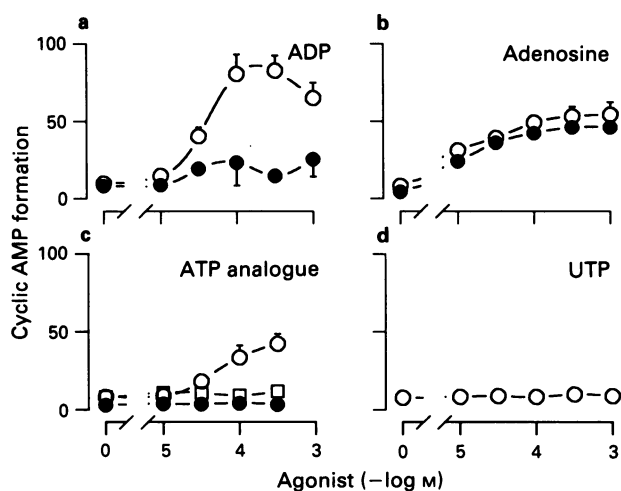 a
b
ADP
Adenosine
100
50
0
c
d
ATP analogue
UTP
100
50
0
Cyclic AMP formation
0
5
4
3
0
5
4
3
Agonist (−log M)